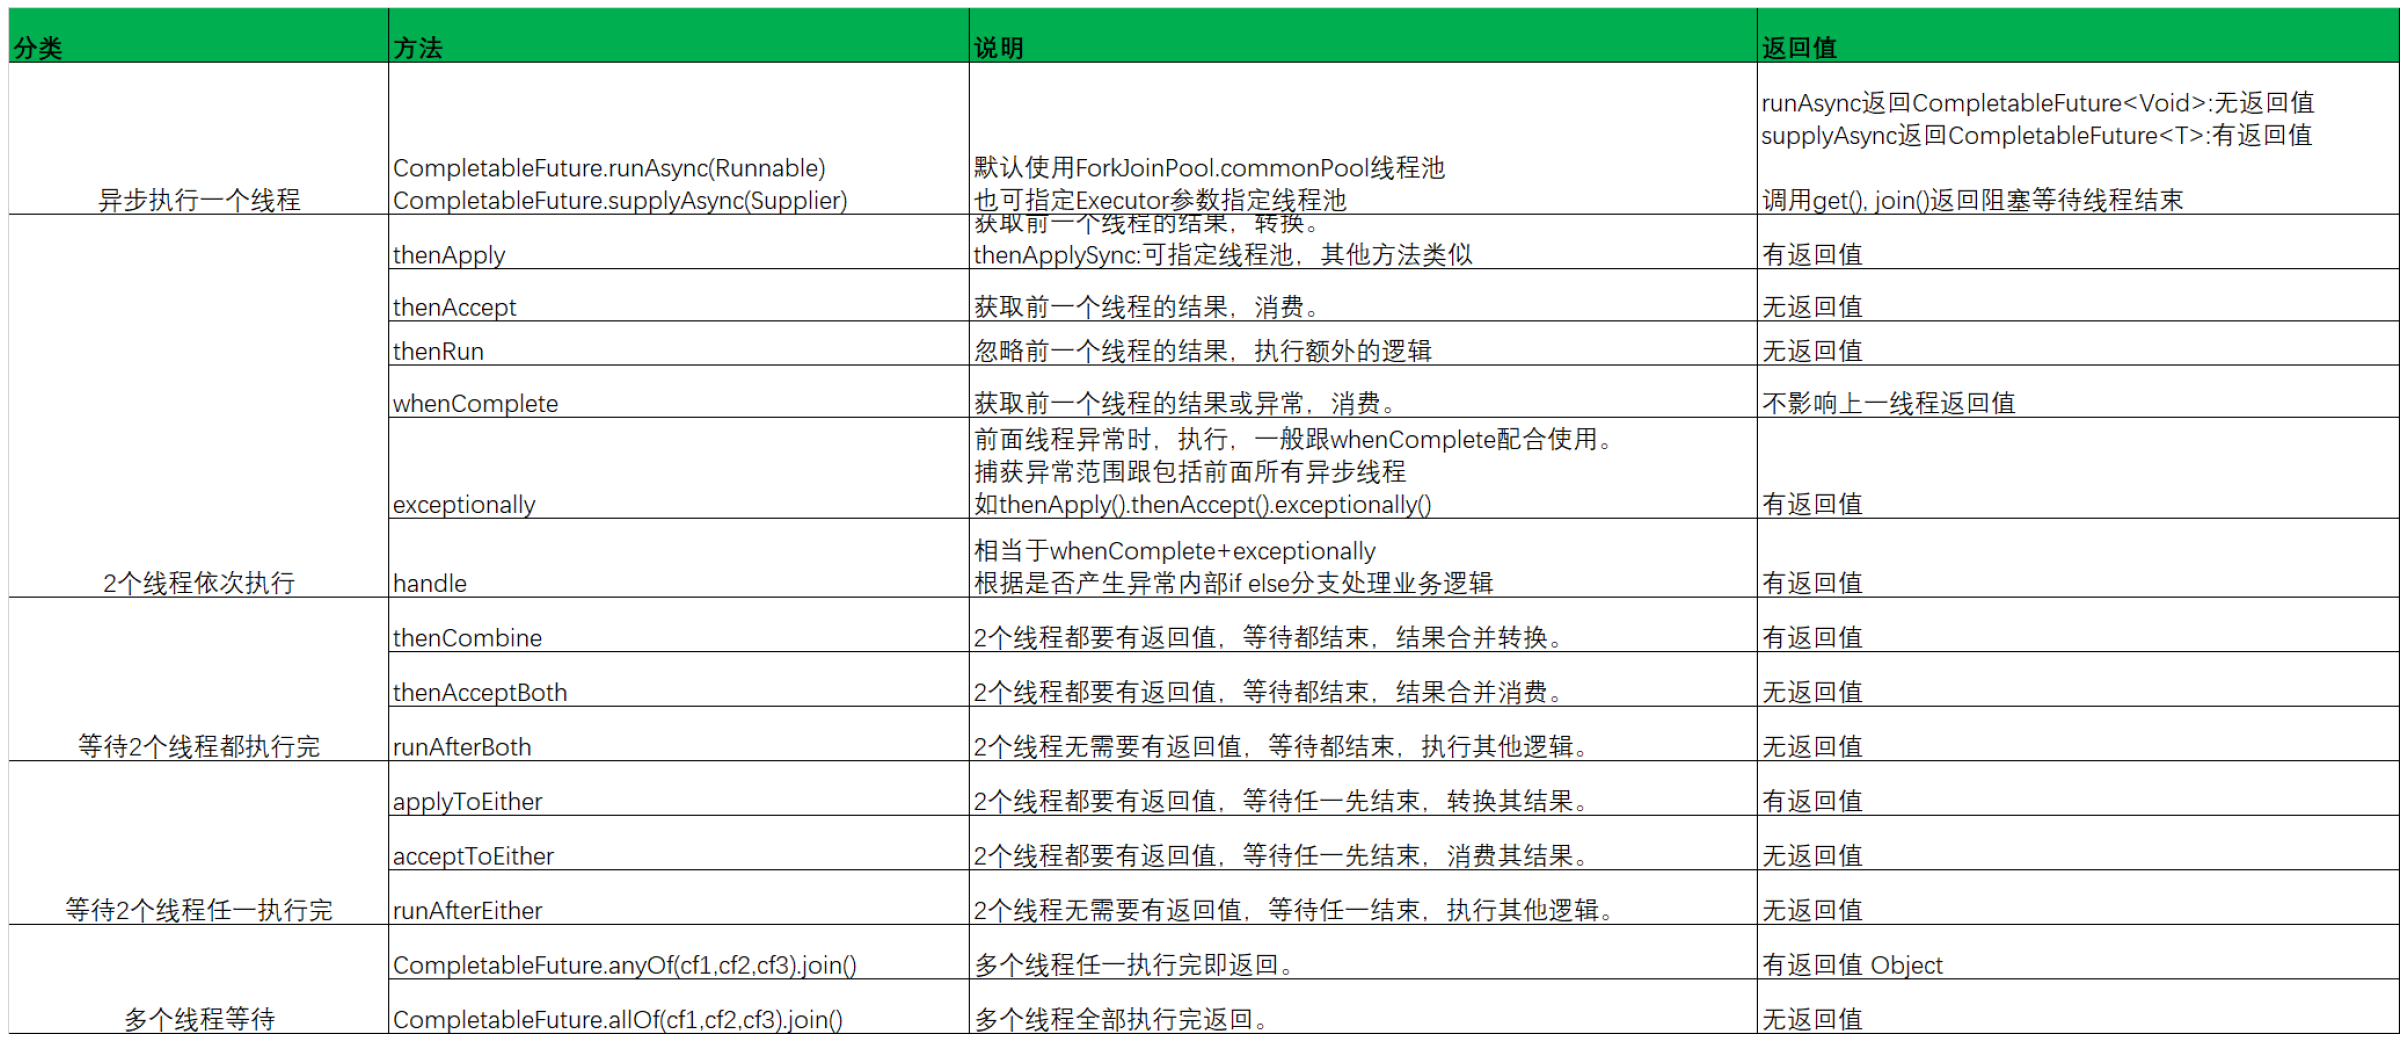 分类 方法 说明 返回值
runAsync返回CompletableFuture<Void>:无返回值
supplyAsync返回CompletableFuture<T>:有返回值
CompletableFuture.runAsync(Runnable) 默认使用ForkJoinPool.commonPool线程池
异步执行一个线程 CompletableFuture.supplyAsync(Supplier) 也可指定Executor参数指定线程池 调用get(), join()返回阻塞等待线程结束
获取前一个线程的结果，转换。
thenApply thenApplySync:可指定线程池，其他方法类似 有返回值
thenAccept 获取前一个线程的结果，消费。 无返回值
thenRun 忽略前一个线程的结果，执行额外的逻辑 无返回值
whenComplete 获取前一个线程的结果或异常，消费。 不影响上一线程返回值
前面线程异常时，执行，一般跟whenComplete配合使用。
捕获异常范围跟包括前面所有异步线程
exceptionally 如thenApply().thenAccept().exceptionally() 有返回值
相当于whenComplete+exceptionally
2个线程依次执行 handle 根据是否产生异常内部if else分支处理业务逻辑 有返回值
thenCombine 2个线程都要有返回值，等待都结束，结果合并转换。 有返回值
thenAcceptBoth 2个线程都要有返回值，等待都结束，结果合并消费。 无返回值
等待2个线程都执行完 runAfterBoth 2个线程无需要有返回值，等待都结束，执行其他逻辑。 无返回值
applyToEither 2个线程都要有返回值，等待任一先结束，转换其结果。 有返回值
acceptToEither 2个线程都要有返回值，等待任一先结束，消费其结果。 无返回值
等待2个线程任一执行完 runAfterEither 2个线程无需要有返回值，等待任一结束，执行其他逻辑。 无返回值
CompletableFuture.anyOf(cf1,cf2,cf3).join() 多个线程任一执行完即返回。 有返回值 Object
多个线程等待 CompletableFuture.allOf(cf1,cf2,cf3).join() 多个线程全部执行完返回。 无返回值